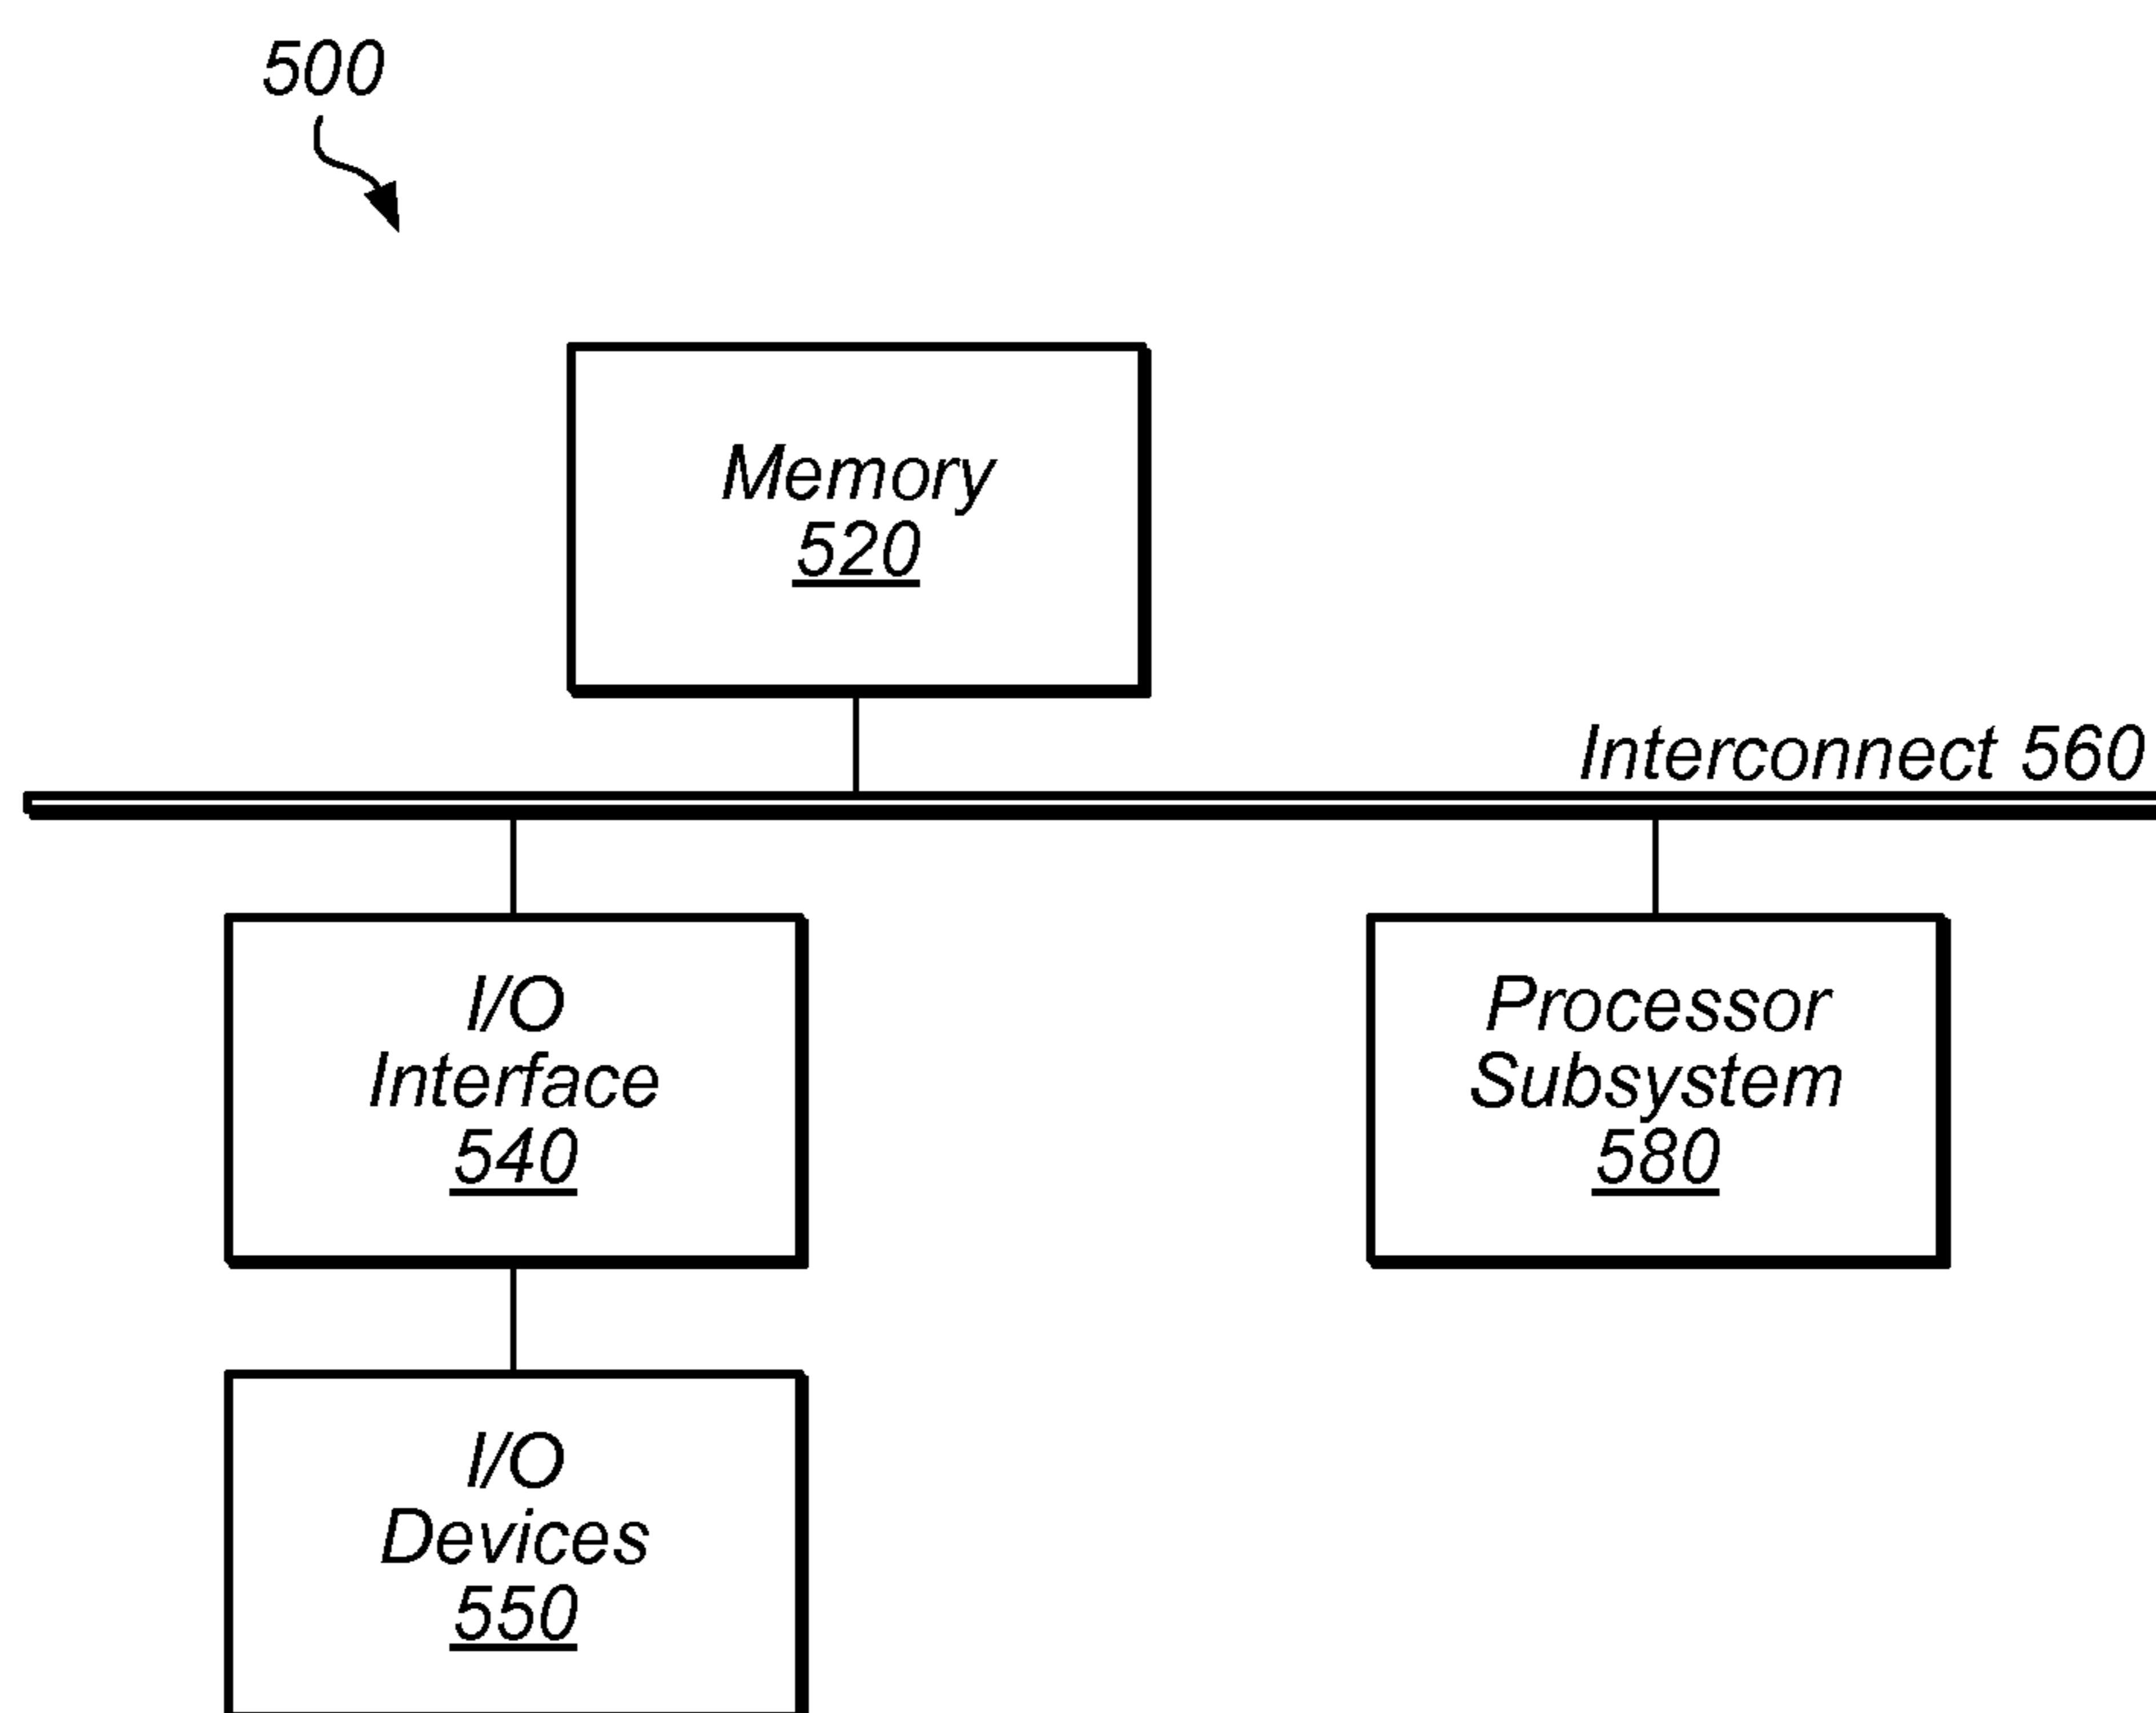 500
Memory
520
Interconnect 560
I/O
Interface
540
Processor
Subsystem
580
I/O
Devices
550